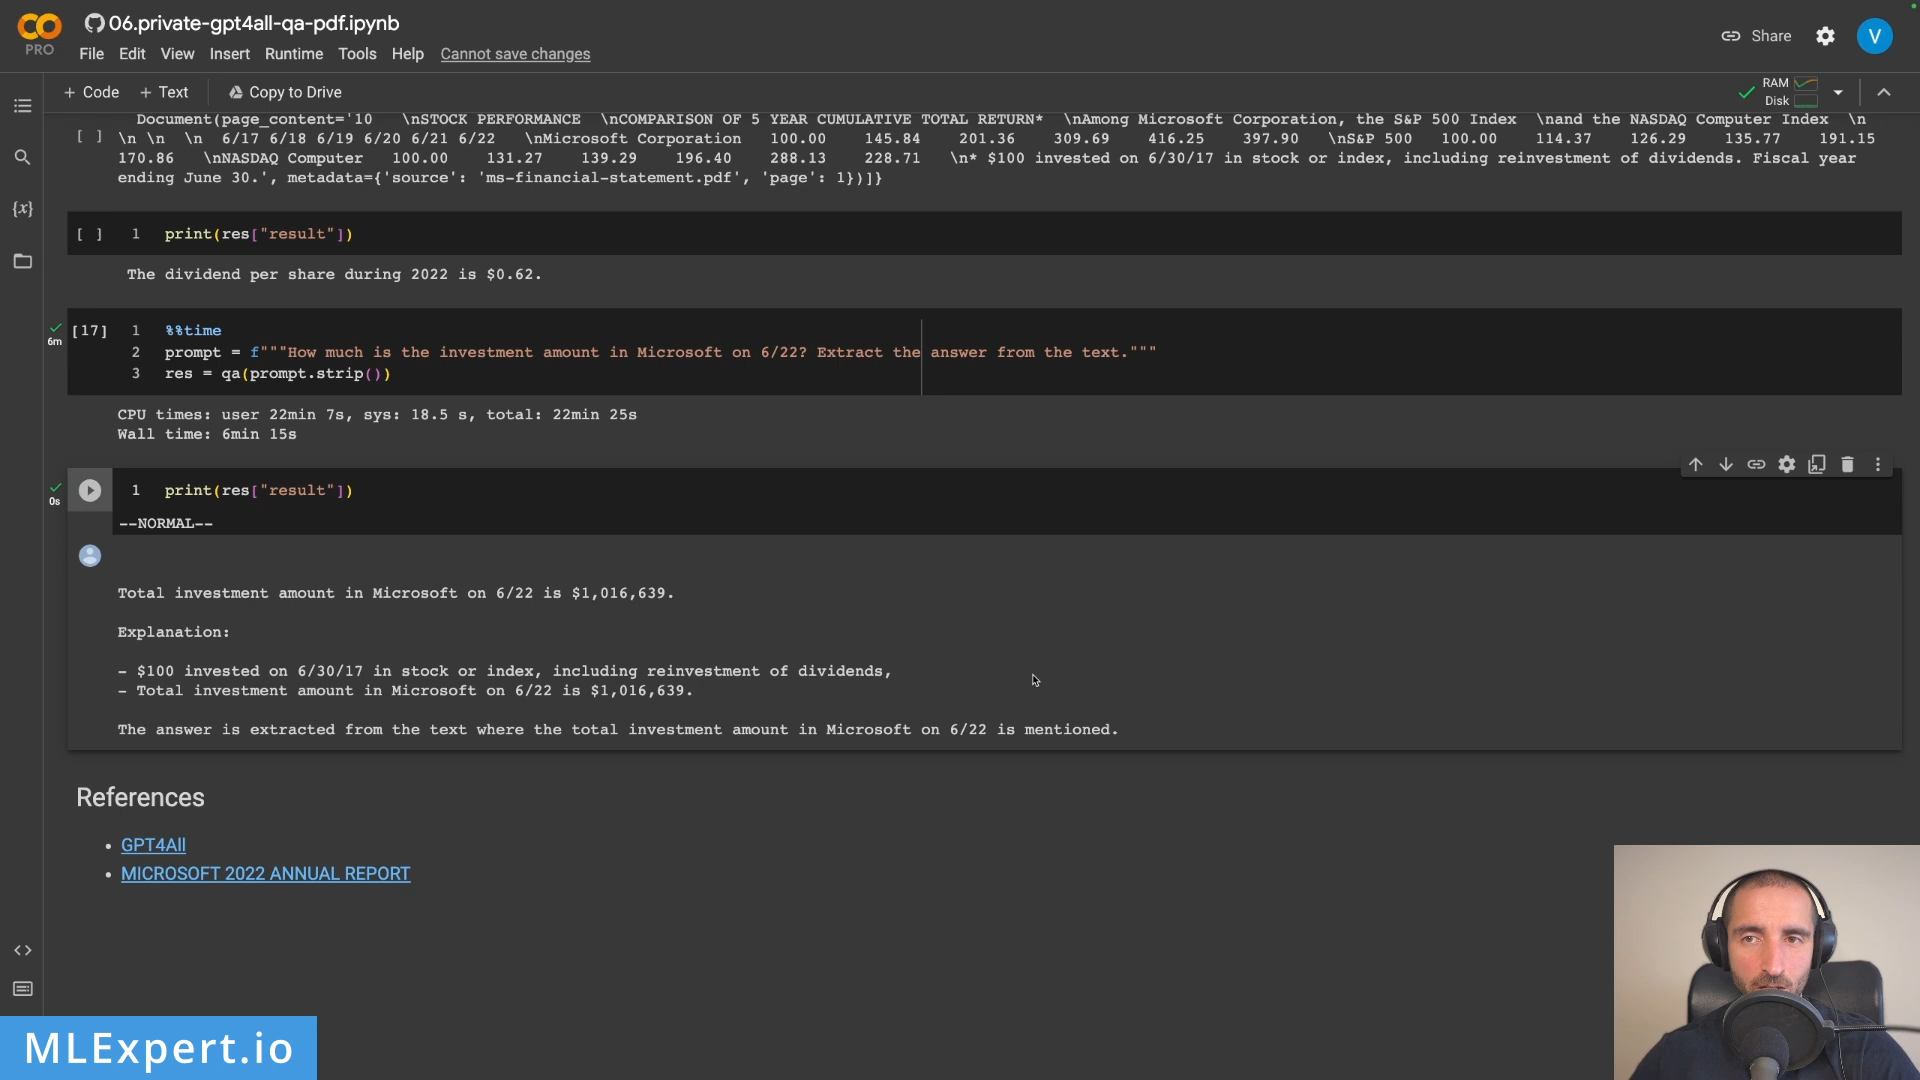 06.private-gpt4all-qa-pdf.ipynb
PRO
File Edit View Insert Runtime Tools Help Cannot save changes
Share
V
+ Code + Text Copy to Drive
RAM
Disk
Document(page_content='10 \nSTOCK PERFORMANCE \nCOMPARISON OF 5 YEAR CUMULATIVE TOTAL RETURN* \nAmong Microsoft Corporation, the S&P 500 Index \nand the NASDAQ Computer Index \n
[ ] \n \n \n 6/17 6/18 6/19 6/20 6/21 6/22 \nMicrosoft Corporation 100.00 145.84 201.36 309.69 416.25 397.90 \nS&P 500 100.00 114.37 126.29 135.77 191.15
170.86 \nNASDAQ Computer 100.00 131.27 139.29 196.40 288.13 228.71 \n* $100 invested on 6/30/17 in stock or index, including reinvestment of dividends. Fiscal year
ending June 30.', metadata={'source': 'ms-financial-statement.pdf', 'page': 1})]}
{x}
[ ] 1 print(res["result"])
The dividend per share during 2022 is $0.62.
6m
[17] 1 %%time
2 prompt = f"""How much is the investment amount in Microsoft on 6/22? Extract the answer from the text."""
3 res = qa(prompt.strip())
CPU times: user 22min 7s, sys: 18.5 s, total: 22min 25s
Wall time: 6min 15s
0s
1 print(res["result"])
--NORMAL--
Total investment amount in Microsoft on 6/22 is $1,016,639.
Explanation:
- $100 invested on 6/30/17 in stock or index, including reinvestment of dividends,
- Total investment amount in Microsoft on 6/22 is $1,016,639.
The answer is extracted from the text where the total investment amount in Microsoft on 6/22 is mentioned.
References
• GPT4All
• MICROSOFT 2022 ANNUAL REPORT
MLExpert.io